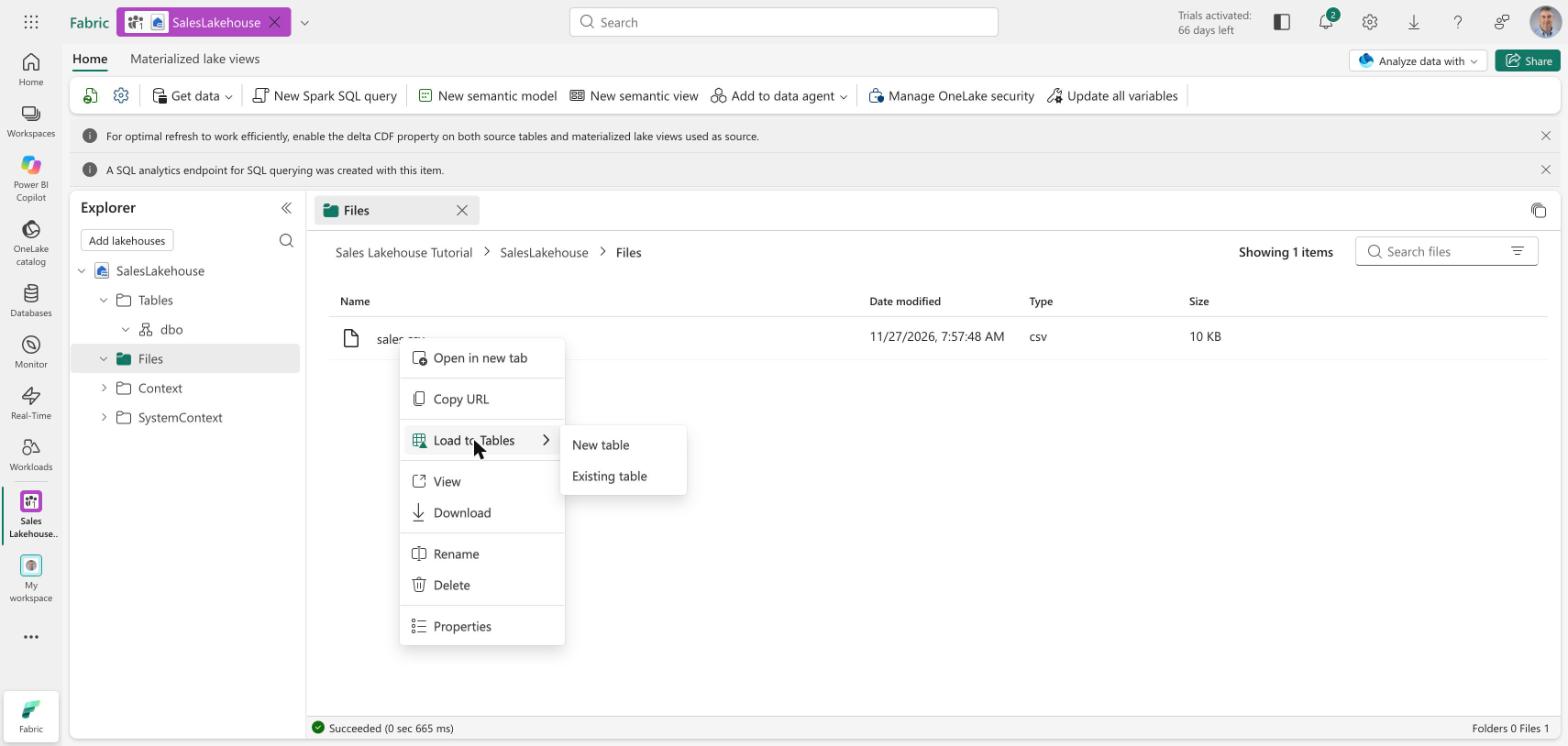 Fabric
SalesLakehouse
Search
Trials activated:
66 days left
2
Home
Materialized lake views
Analyze data with
Share
Get data
New Spark SQL query
New semantic model
New semantic view
Add to data agent
Manage OneLake security
Update all variables
For optimal refresh to work efficiently, enable the delta CDF property on both source tables and materialized lake views used as source.
A SQL analytics endpoint for SQL querying was created with this item.
Home
Workspaces
Power BI
Copilot
OneLake
catalog
Databases
Monitor
Real-Time
Workloads
Sales
Lakehouse..
My
workspace
Fabric
Explorer
Add lakehouses
SalesLakehouse
Tables
dbo
Files
Context
SystemContext
Files
Sales Lakehouse Tutorial > SalesLakehouse > Files
Showing 1 items
Search files
Name Date modified Type Size
sales.csv 11/27/2026, 7:57:48 AM csv 10 KB
Open in new tab
Copy URL
Load to Tables
New table
Existing table
View
Download
Rename
Delete
Properties
Succeeded (0 sec 665 ms)
Folders 0 Files 1